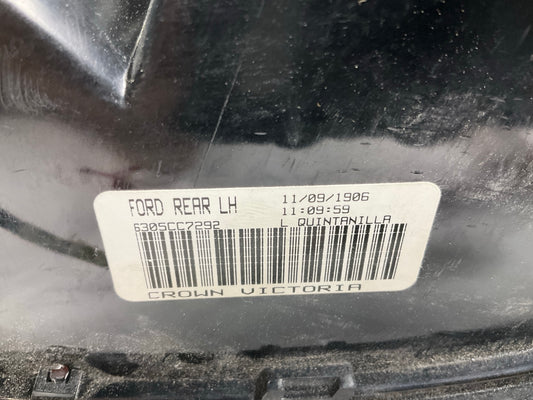 FORD REAR LH 11/09/1906
11:09:59
6305CC7292 L QUINTANILLA
CROWN VICTORIA